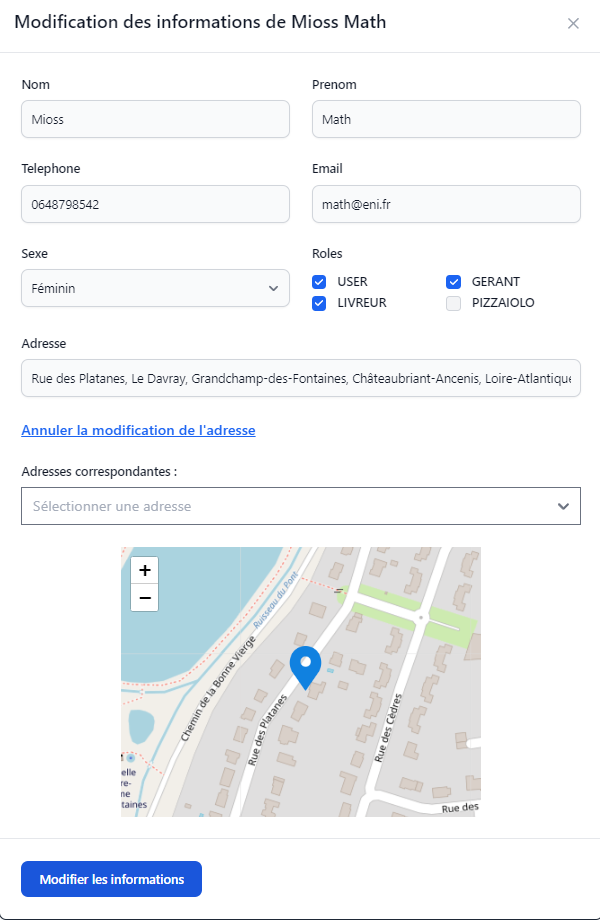 Modification des informations de Mioss Math
Nom
Prenom
Mioss
Math
Telephone
Email
0648798542
math@eni.fr
Sexe
Roles
Féminin
USER
GERANT
LIVREUR
PIZZAIOLO
Adresse
Rue des Platanes, Le Davray, Grandchamp-des-Fontaines, Châteaubriant-Ancenis, Loire-Atlantique
Annuler la modification de l'adresse
Adresses correspondantes :
Sélectionner une adresse
+
−
Ruisseau du Pont
Chemin de la Bonne Vierge
Rue des Platanes
Rue des Cèdres
elle
re-
me
taines
Rue des
Modifier les informations